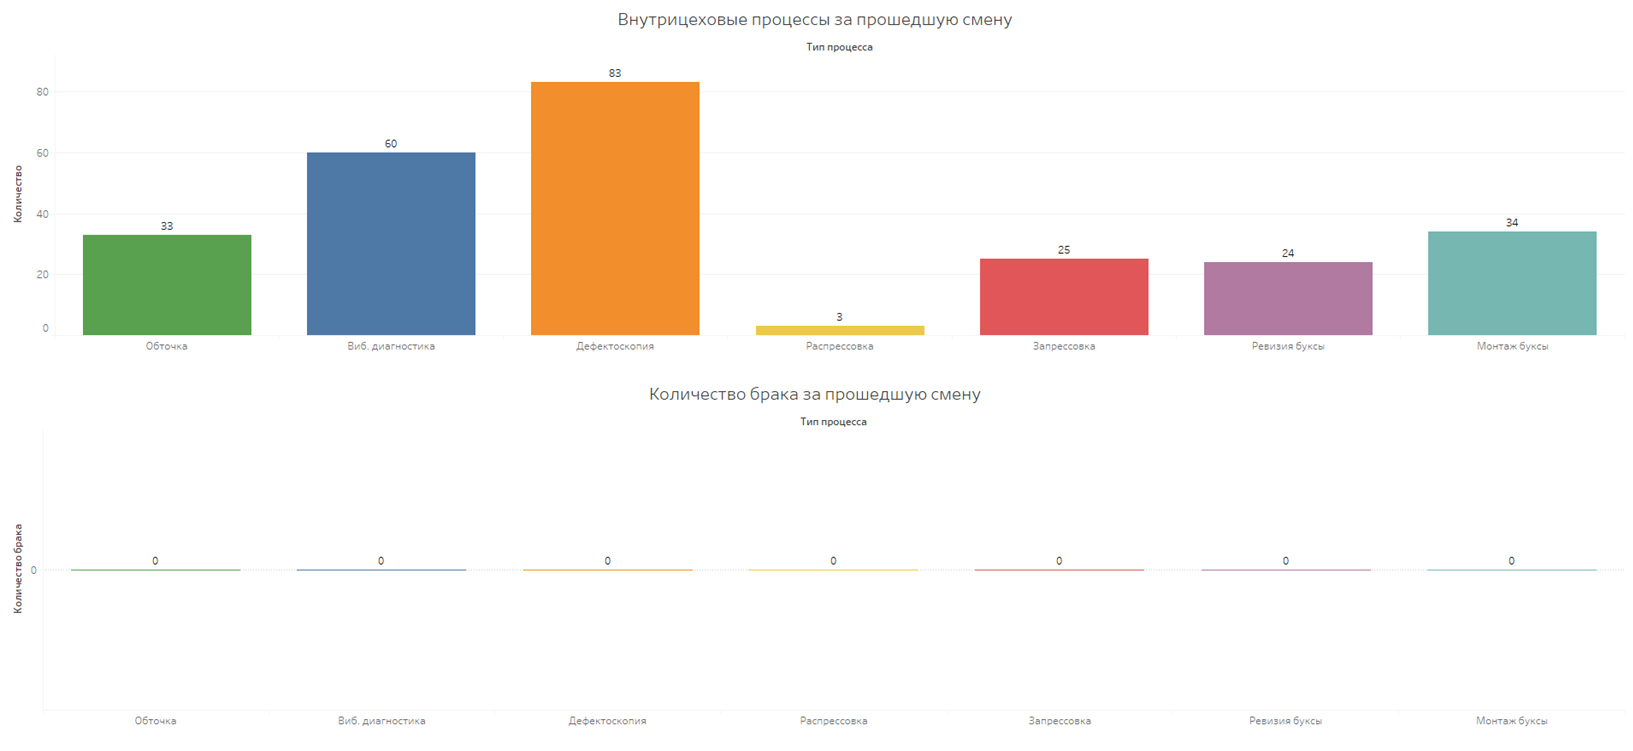 Внутрицеховые процессы за прошедшую смену
Тип процесса
Количество
80
60
40
20
0
33
60
83
3
25
24
34
Обточка
Виб. диагностика
Дефектоскопия
Распрессовка
Запрессовка
Ревизия буксы
Монтаж буксы
Количество брака за прошедшую смену
Тип процесса
Количество брака
0
0
0
0
0
0
0
0
Обточка
Виб. диагностика
Дефектоскопия
Распрессовка
Запрессовка
Ревизия буксы
Монтаж буксы